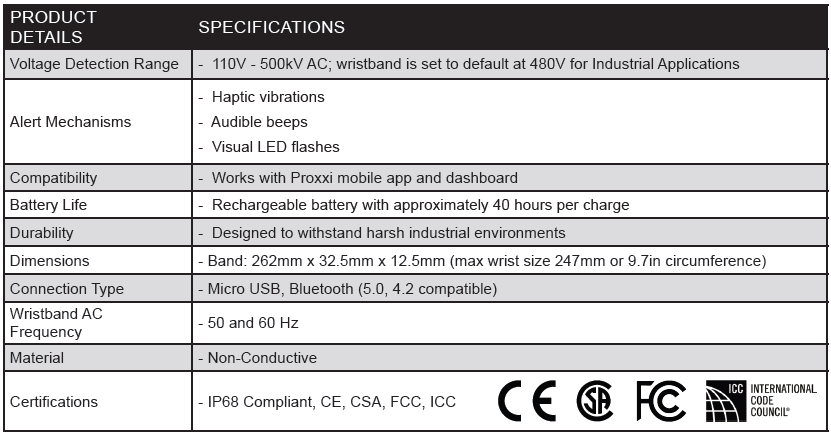 PRODUCT DETAILS
SPECIFICATIONS
Voltage Detection Range
- 110V - 500kV AC; wristband is set to default at 480V for Industrial Applications
Alert Mechanisms
- Haptic vibrations
- Audible beeps
- Visual LED flashes
Compatibility
- Works with Proxxi mobile app and dashboard
Battery Life
- Rechargeable battery with approximately 40 hours per charge
Durability
- Designed to withstand harsh industrial environments
Dimensions
- Band: 262mm x 32.5mm x 12.5mm (max wrist size 247mm or 9.7in circumference)
Connection Type
- Micro USB, Bluetooth (5.0, 4.2 compatible)
Wristband AC
Frequency
- 50 and 60 Hz
Material
- Non-Conductive
Certifications
- IP68 Compliant, CE, CSA, FCC, ICC
CE
CSA
FCC
ICC
INTERNATIONAL
CODE
COUNCIL®